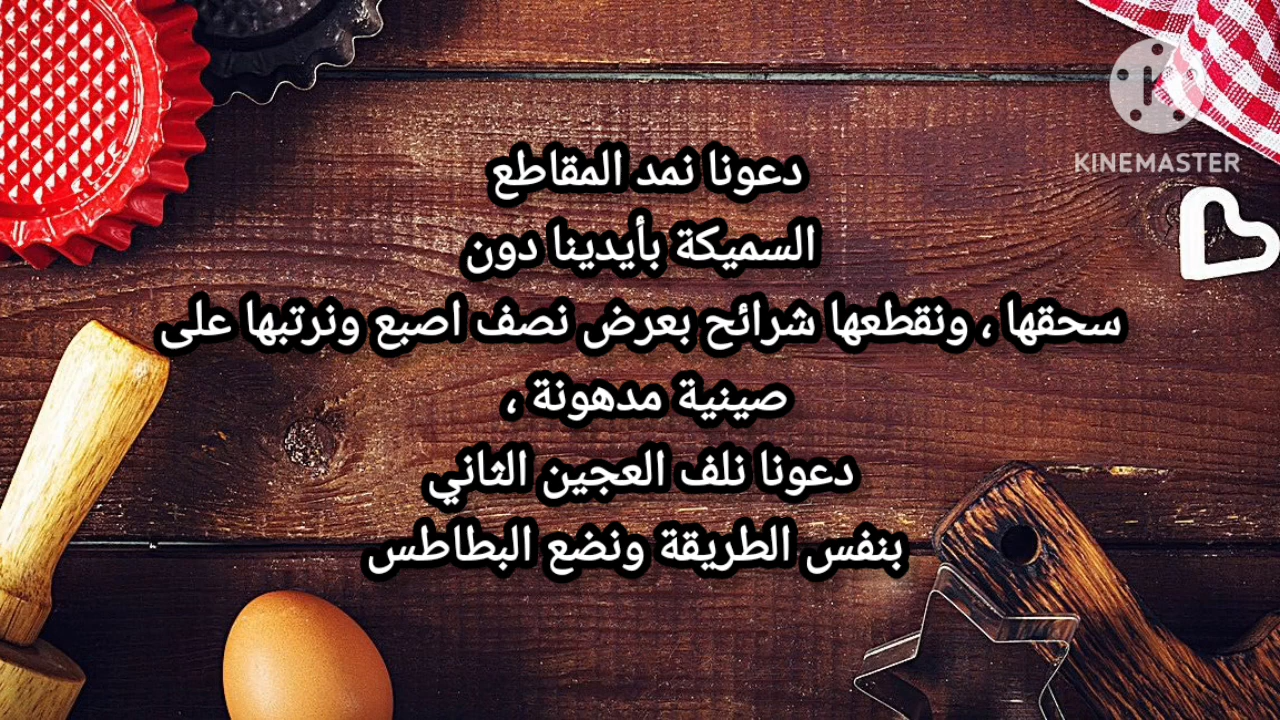 دعونا نمد المقاطع
السميكة بأيدينا دون
سحقها ، ونقطعها شرائح بعرض نصف اصبع ونرتبها على
صينية مدهونة ،
دعونا نلف العجين الثاني
بنفس الطريقة ونضع البطاطس
KINEMASTER